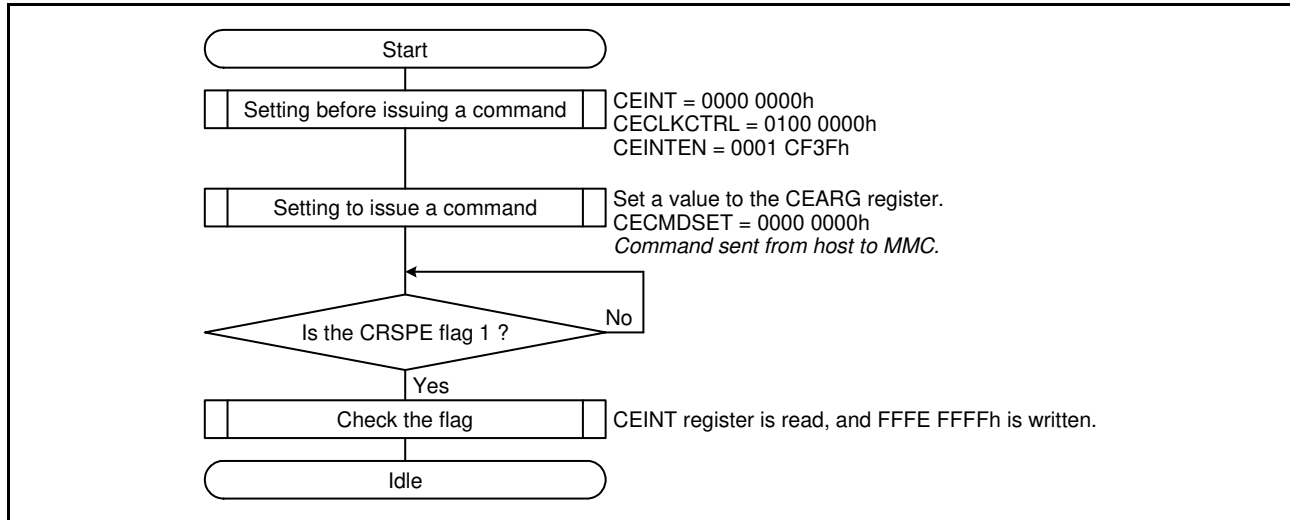 Start
Setting before issuing a command
CEINT = 0000 0000h
CECLKCTRL = 0100 0000h
CEINTEN = 0001 CF3Fh
Setting to issue a command
Set a value to the CEARG register.
CECMDSET = 0000 0000h
Command sent from host to MMC.
Is the CRSPE flag 1 ?
No
Yes
Check the flag
CEINT register is read, and FFFE FFFFh is written.
Idle